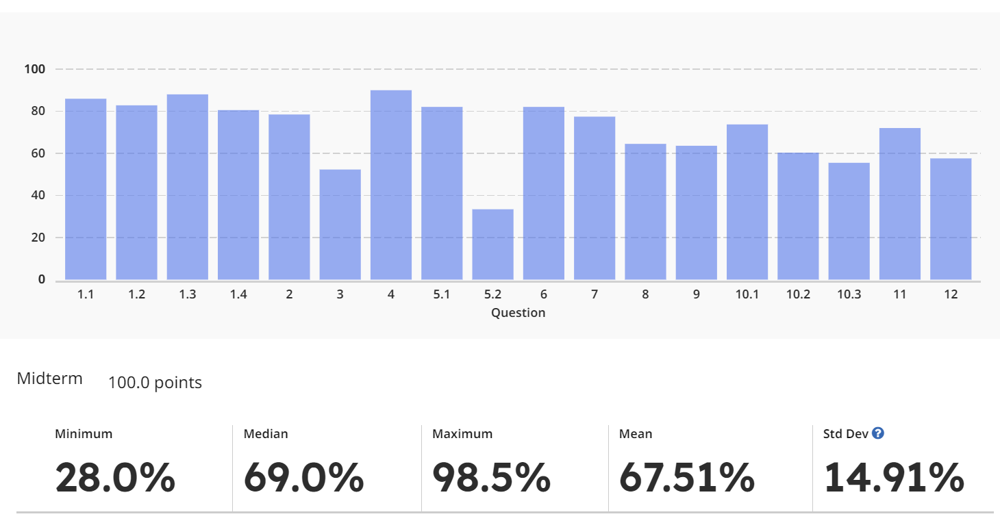 100
80
60
40
20
0
1.1 1.2 1.3 1.4 2 3 4 5.1 5.2 6 7 8 9 10.1 10.2 10.3 11 12
Question
Midterm 100.0 points
Minimum Median Maximum Mean Std Dev ?
28.0% 69.0% 98.5% 67.51% 14.91%